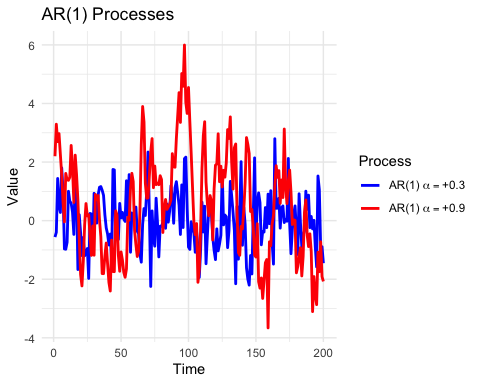 AR(1) Processes
Value
6
4
2
0
-2
-4
0 50 100 150 200
Time
Process
AR(1) α = +0.3
AR(1) α = +0.9